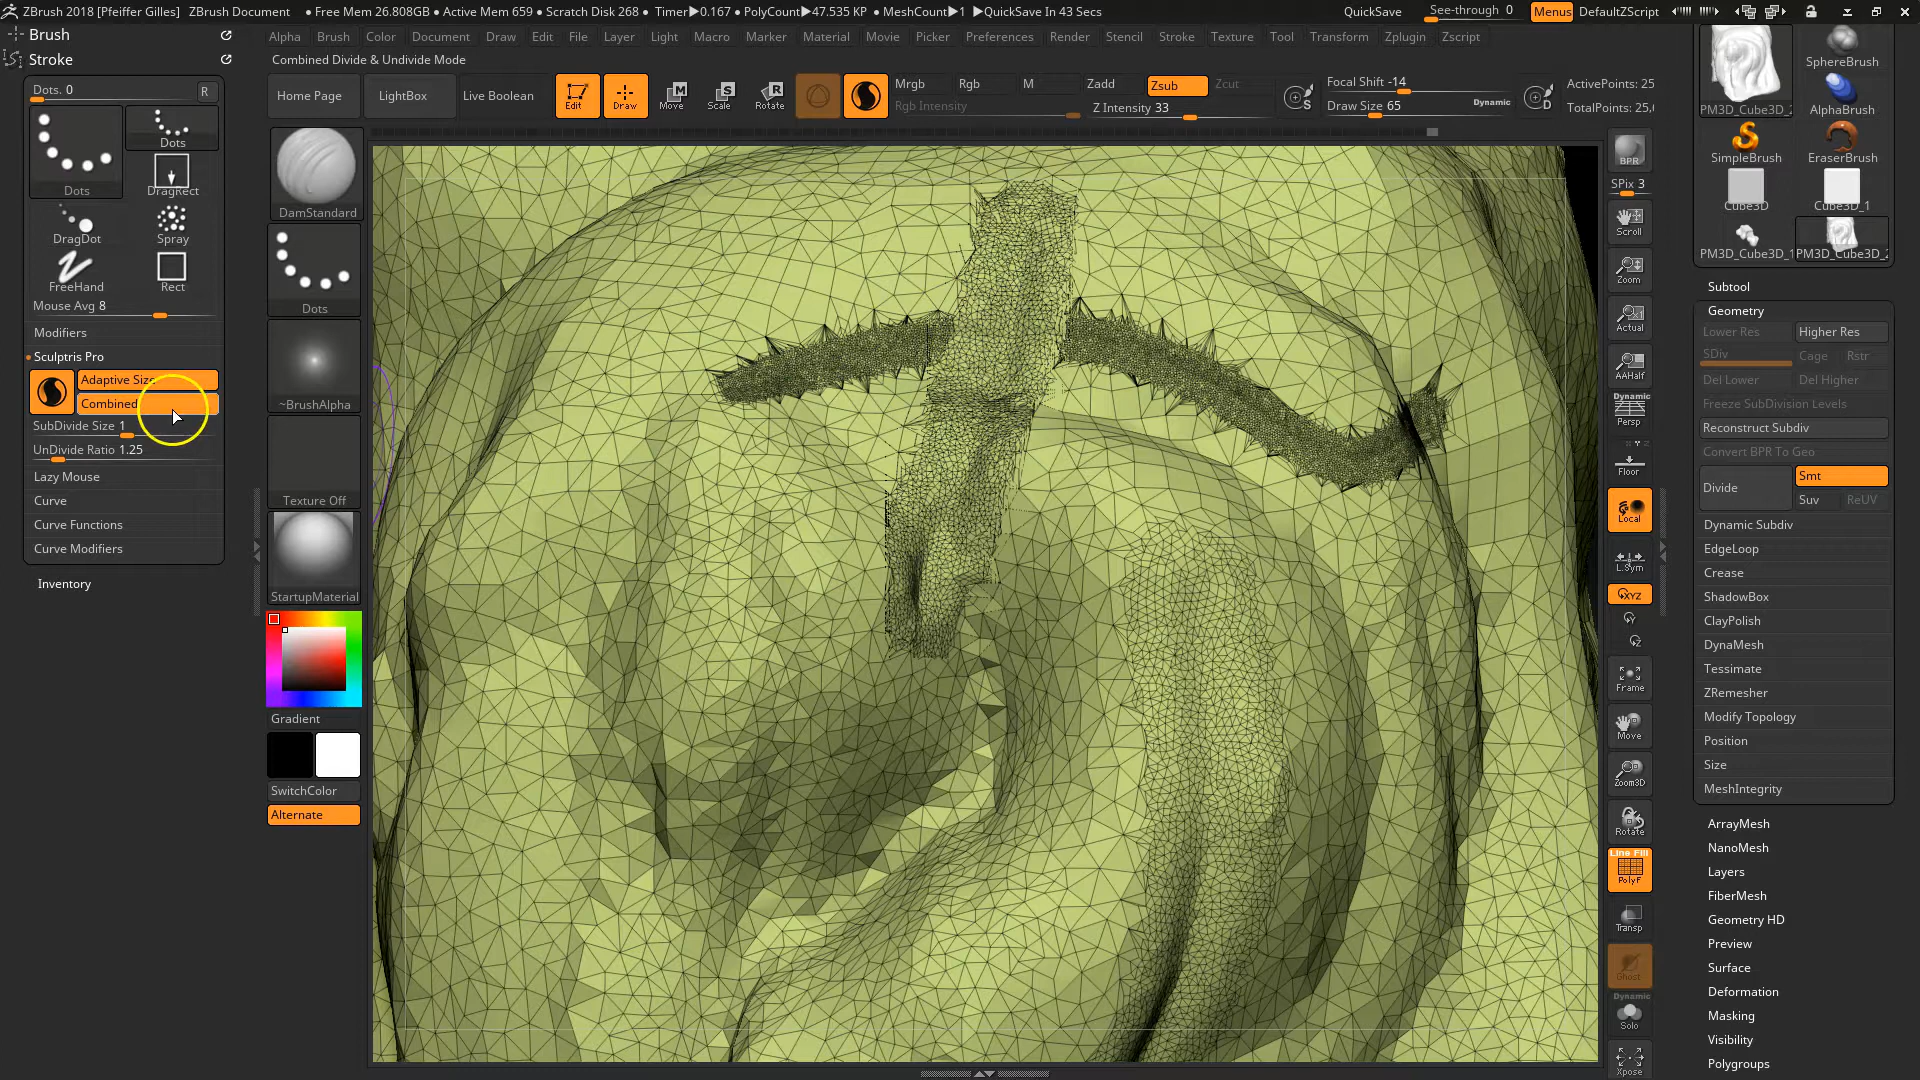 ZBrush 2018 [Pfeiffer Gilles] ZBrush Document ● Free Mem 26.808GB ● Active Mem 659 ● Scratch Disk 268 ● Timer▶0.167 ● PolyCount▶47.535 KP ● MeshCount▶1 ▶QuickSave In 43 Secs QuickSave See-through 0 Menus DefaultZScript
Brush
Alpha Brush Color Document Draw Edit File Layer Light Macro Marker Material Movie Picker Preferences Render Stencil Stroke Texture Tool Transform Zplugin Zscript
Stroke
Combined Divide & Undivide Mode
Dots. 0 R
Dots
Dots
DragRect
DragDot
Spray
FreeHand
Rect
Mouse Avg 8
Modifiers
Sculptris Pro
Adaptive Size
Combined
SubDivide Size 1
UnDivide Ratio 1.25
Lazy Mouse
Curve
Curve Functions
Curve Modifiers
Inventory
Home Page LightBox Live Boolean
Edit Draw Move Scale Rotate
Mrgb Rgb M
Rgb Intensity
Zadd Zsub Zcut
Z Intensity 33
S
Focal Shift -14
Draw Size 65 Dynamic
D
ActivePoints: 25
TotalPoints: 25,
DamStandard
Dots
~BrushAlpha
Texture Off
StartupMaterial
Gradient
SwitchColor
Alternate
BPR
SPix 3
Scroll
Zoom
Actual
AAHalf
Dynamic
Persp
Floor
Local
L.Sym
XYZ
Y
Z
Frame
Move
Zoom3D
Rotate
Line Fill
PolyF
Transp
Ghost
Dynamic
Solo
Xpose
PM3D_Cube3D_2
SphereBrush
AlphaBrush
SimpleBrush
EraserBrush
Cube3D
Cube3D_1
PM3D_Cube3D_1
PM3D_Cube3D_2
Subtool
Geometry
Lower Res Higher Res
SDiv Cage Rstr
Del Lower Del Higher
Freeze SubDivision Levels
Reconstruct Subdiv
Convert BPR To Geo
Divide Smt
Suv ReUV
Dynamic Subdiv
EdgeLoop
Crease
ShadowBox
ClayPolish
DynaMesh
Tessimate
ZRemesher
Modify Topology
Position
Size
MeshIntegrity
ArrayMesh
NanoMesh
Layers
FiberMesh
Geometry HD
Preview
Surface
Deformation
Masking
Visibility
Polygroups